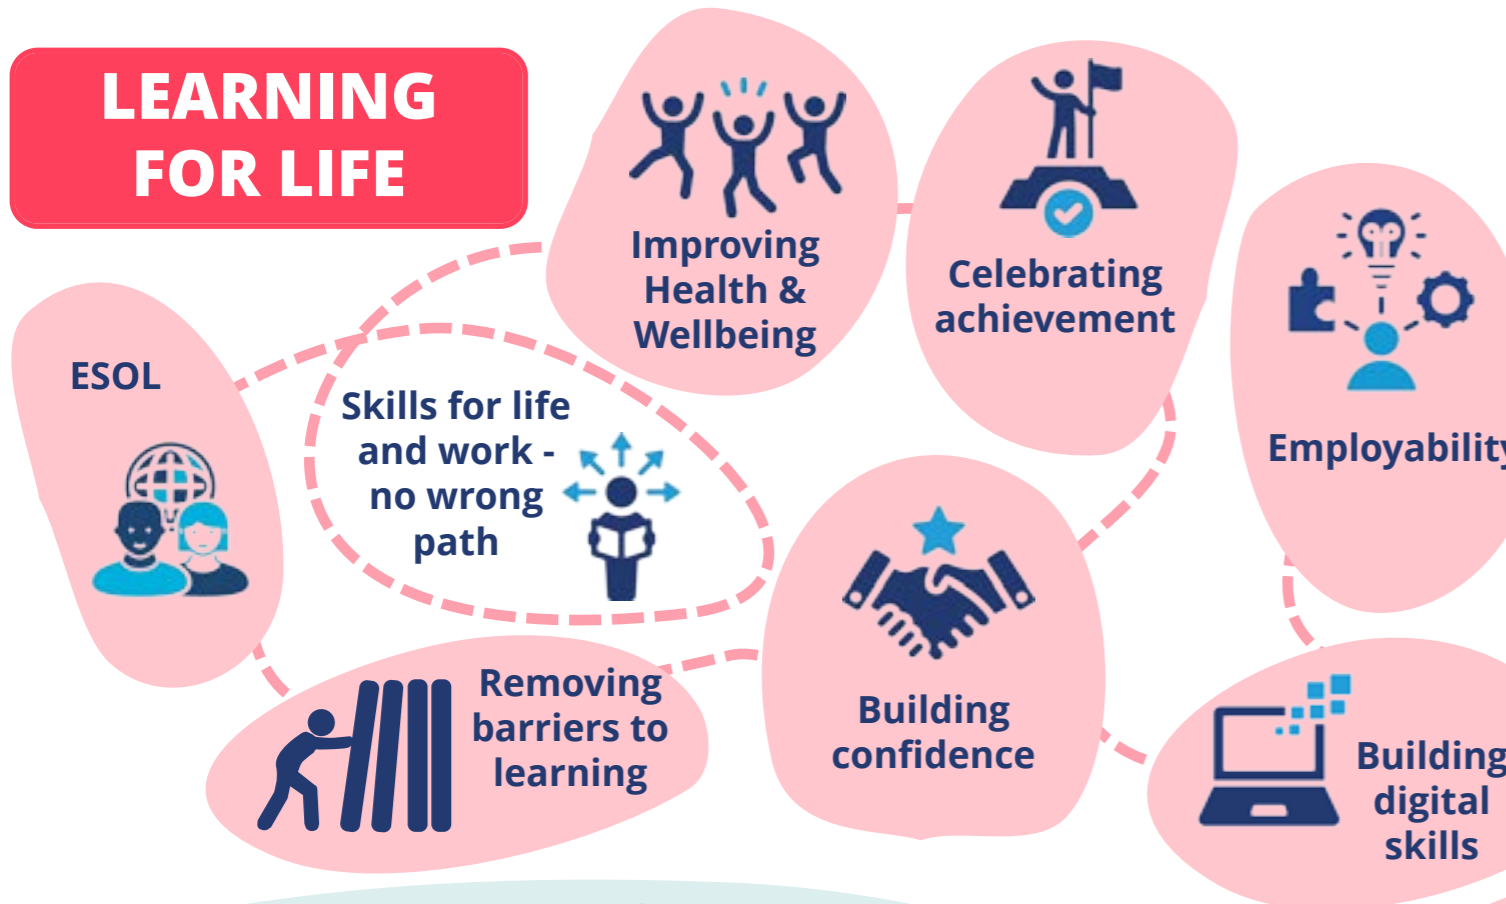 LEARNING
FOR LIFE
Improving
Health &
Wellbeing
Celebrating
achievement
Employability
ESOL
Skills for life
and work -
no wrong
path
Removing
barriers to
learning
Building
confidence
Building
digital
skills